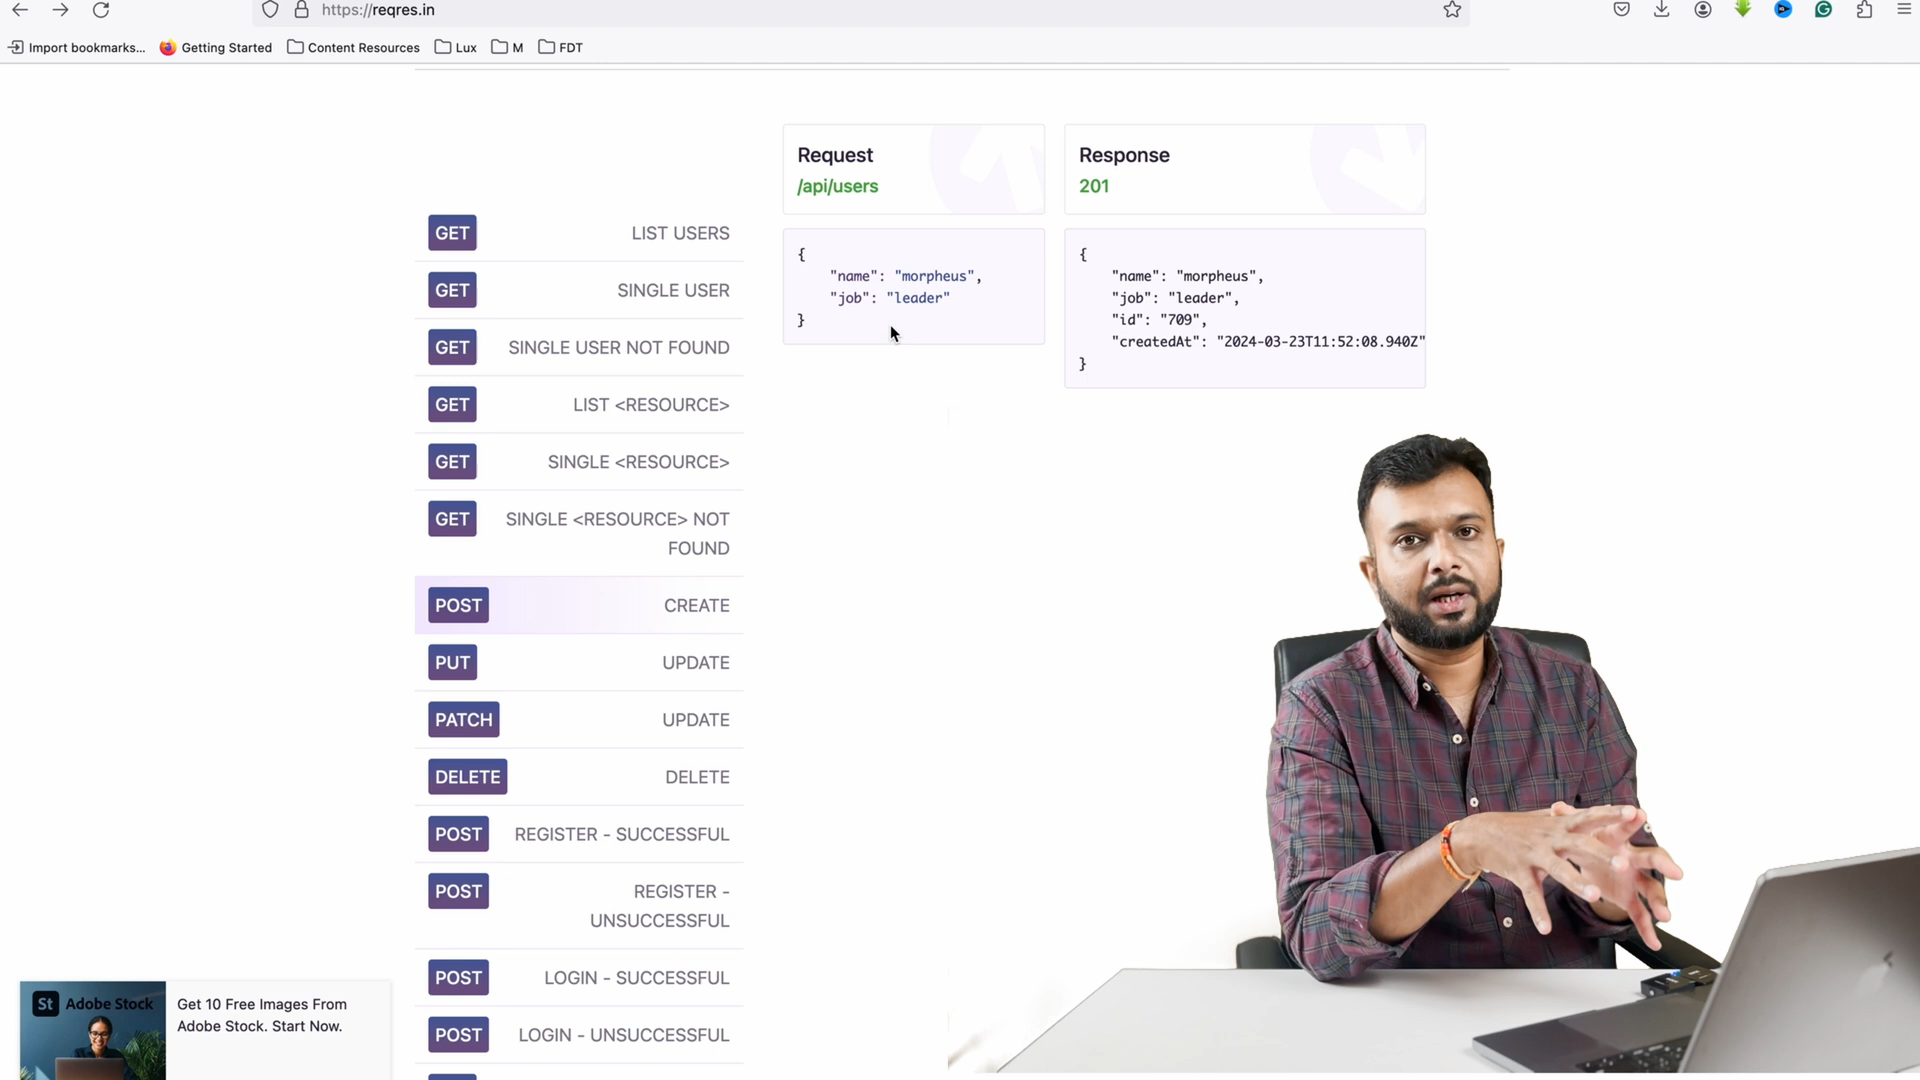 https://reqres.in
Import bookmarks... Getting Started Content Resources Lux M FDT
Request
/api/users
Response
201
{
"name": "morpheus",
"job": "leader"
}
{
"name": "morpheus",
"job": "leader",
"id": "709",
"createdAt": "2024-03-23T11:52:08.940Z"
}
GET LIST USERS
GET SINGLE USER
GET SINGLE USER NOT FOUND
GET LIST <RESOURCE>
GET SINGLE <RESOURCE>
GET SINGLE <RESOURCE> NOT
FOUND
POST CREATE
PUT UPDATE
PATCH UPDATE
DELETE DELETE
POST REGISTER - SUCCESSFUL
POST REGISTER -
UNSUCCESSFUL
POST LOGIN - SUCCESSFUL
POST LOGIN - UNSUCCESSFUL
St Adobe Stock
Get 10 Free Images From
Adobe Stock. Start Now.